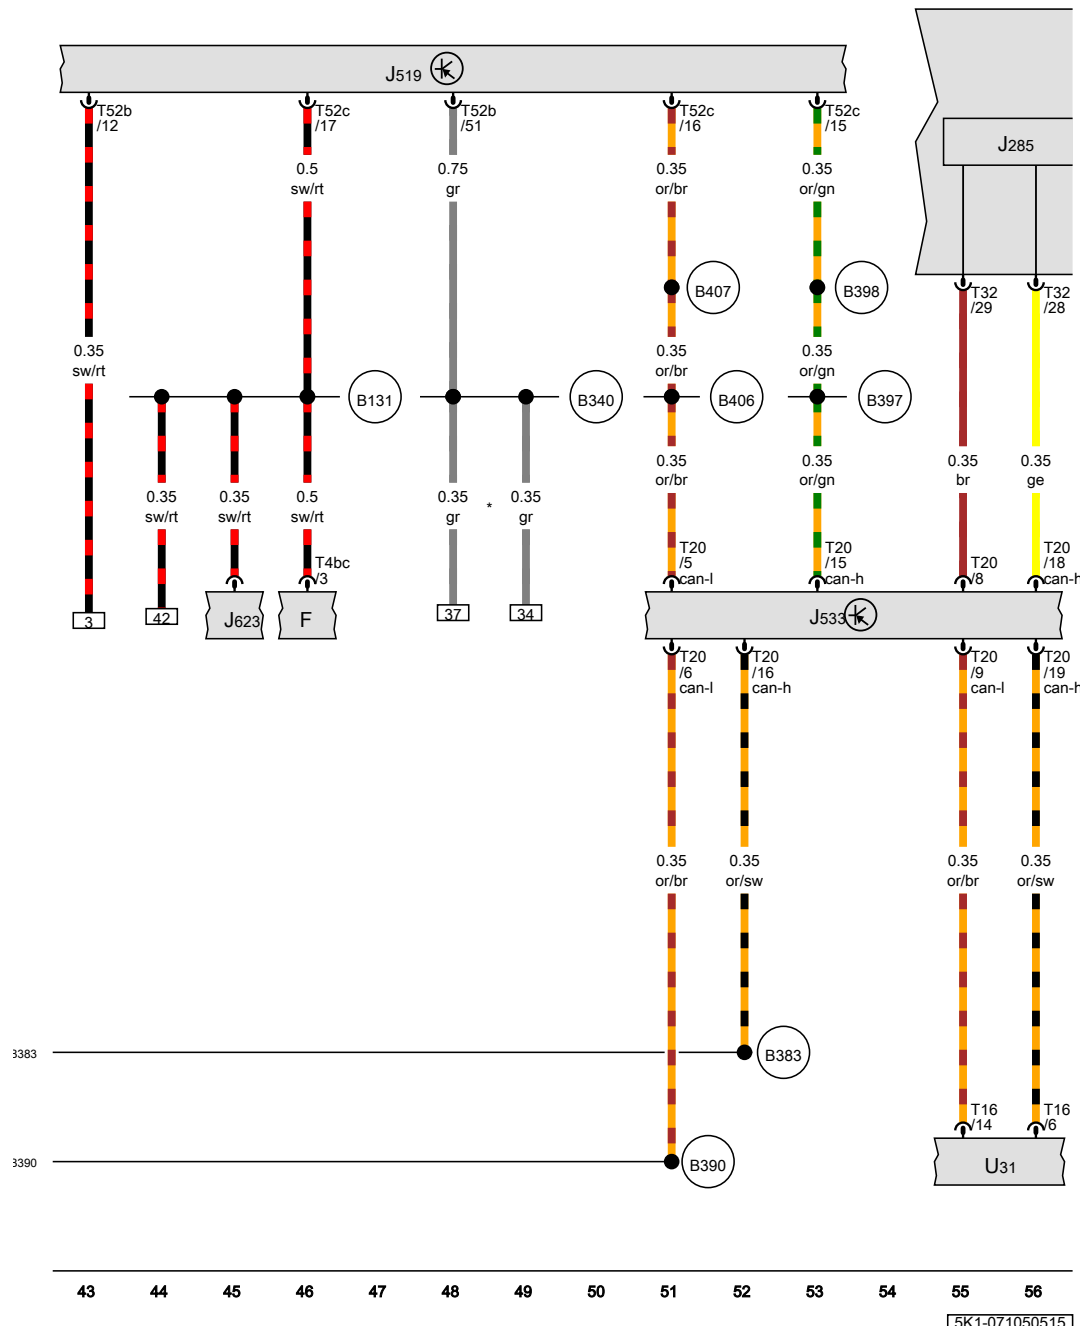 J519
T52b
/12
T52c
/17
T52b
/51
T52c
/16
T52c
/15
J285
0.5
sw/rt
0.75
gr
0.35
or/br
0.35
or/gn
B407
B398
T32
/29
T32
/28
0.35
sw/rt
0.35
or/br
0.35
or/gn
B131
B340
B406
B397
0.35
or/br
0.35
or/gn
0.35
br
0.35
ge
0.35
sw/rt
0.35
sw/rt
0.5
sw/rt
0.35
gr
*
0.35
gr
T4bc
/3
T20
/5
can-l
T20
/15
can-h
T20
/8
T20
/18
can-h
3
42
J623
F
37
34
J533
T20
/6
can-l
T20
/16
can-h
T20
/9
can-l
T20
/19
can-h
0.35
or/br
0.35
or/sw
0.35
or/br
0.35
or/sw
B383
B383
T16
/14
T16
/6
B390
B390
U31
43 44 45 46 47 48 49 50 51 52 53 54 55 56
5K1-071050515